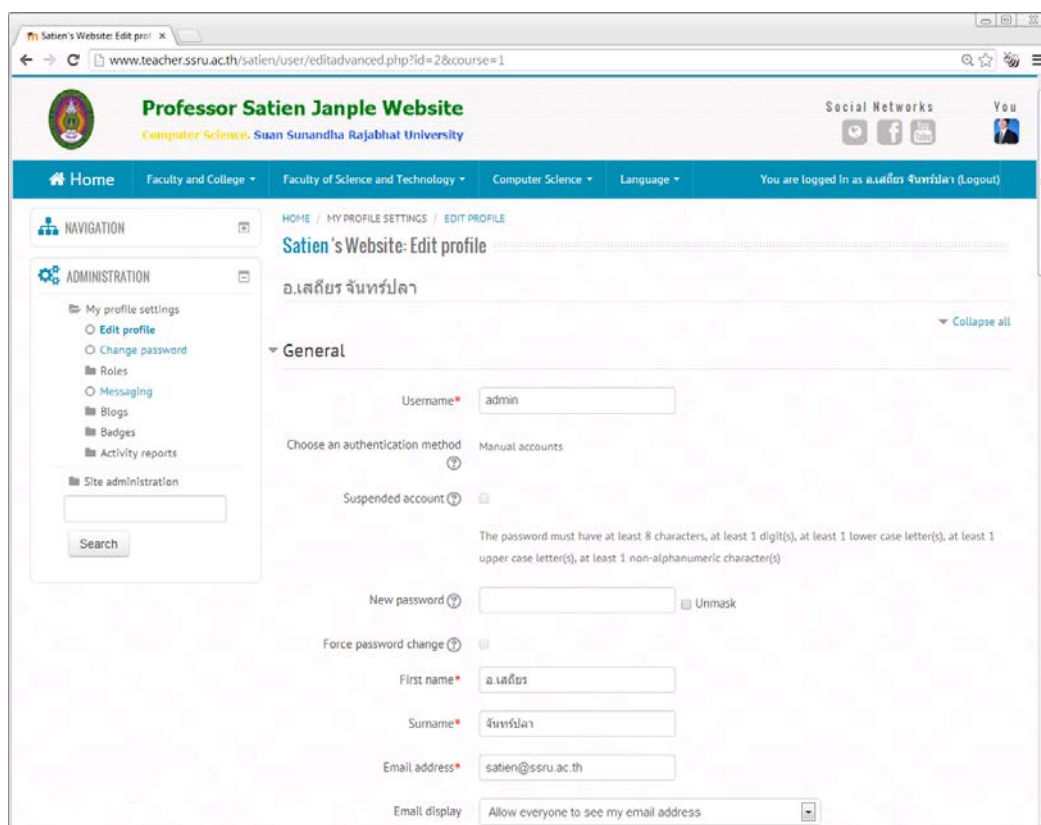 Satien's Website: Edit prof
www.teacher.ssru.ac.th/satien/user/editadvanced.php?id=2&course=1
Professor Satien Janple Website
Computer Science. Suan Sunandha Rajabhat University
Social Networks
You
You Tube
Home
Faculty and College
Faculty of Science and Technology
Computer Science
Language
You are logged in as อ.เสถียร จันทร์ปลา (Logout)
NAVIGATION
ADMINISTRATION
My profile settings
Edit profile
Change password
Roles
Messaging
Blogs
Badges
Activity reports
Site administration
Search
HOME / MY PROFILE SETTINGS / EDIT PROFILE
Satien 's Website: Edit profile
อ.เสถียร จันทร์ปลา
Collapse all
General
Username* admin
Choose an authentication method Manual accounts
Suspended account
The password must have at least 8 characters, at least 1 digit(s), at least 1 lower case letter(s), at least 1
upper case letter(s), at least 1 non-alphanumeric character(s)
New password Unmask
Force password change
First name* อ.เสถียร
Surname* จันทร์ปลา
Email address* satien@ssru.ac.th
Email display Allow everyone to see my email address